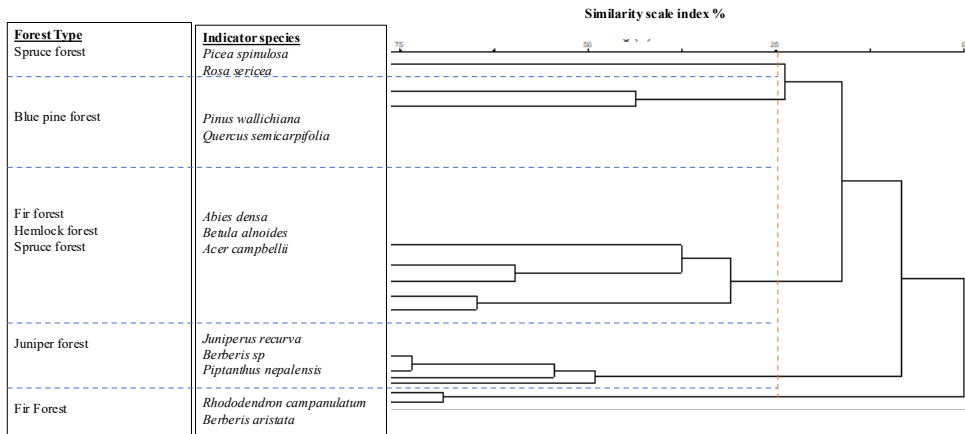 Similarity scale index %
Forest Type
Spruce forest
Blue pine forest
Fir forest
Hemlock forest
Spruce forest
Juniper forest
Fir Forest
Indicator species
Picea spinulosa
Rosa sericea
Pinus wallichiana
Quercus semicarpifolia
Abies densa
Betula alnoides
Acer campbellii
Juniperus recurva
Berberis sp
Piptanthus nepalensis
Rhododendron campanulatum
Berberis aristata
75 50 25